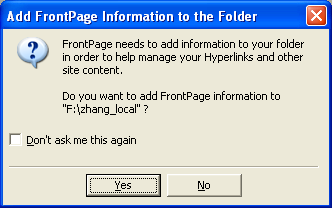 Add FrontPage Information to the Folder
FrontPage needs to add information to your folder
in order to help manage your Hyperlinks and other
site content.
Do you want to add FrontPage information to
"F:\zhang_local" ?
Don't ask me this again
Yes
No